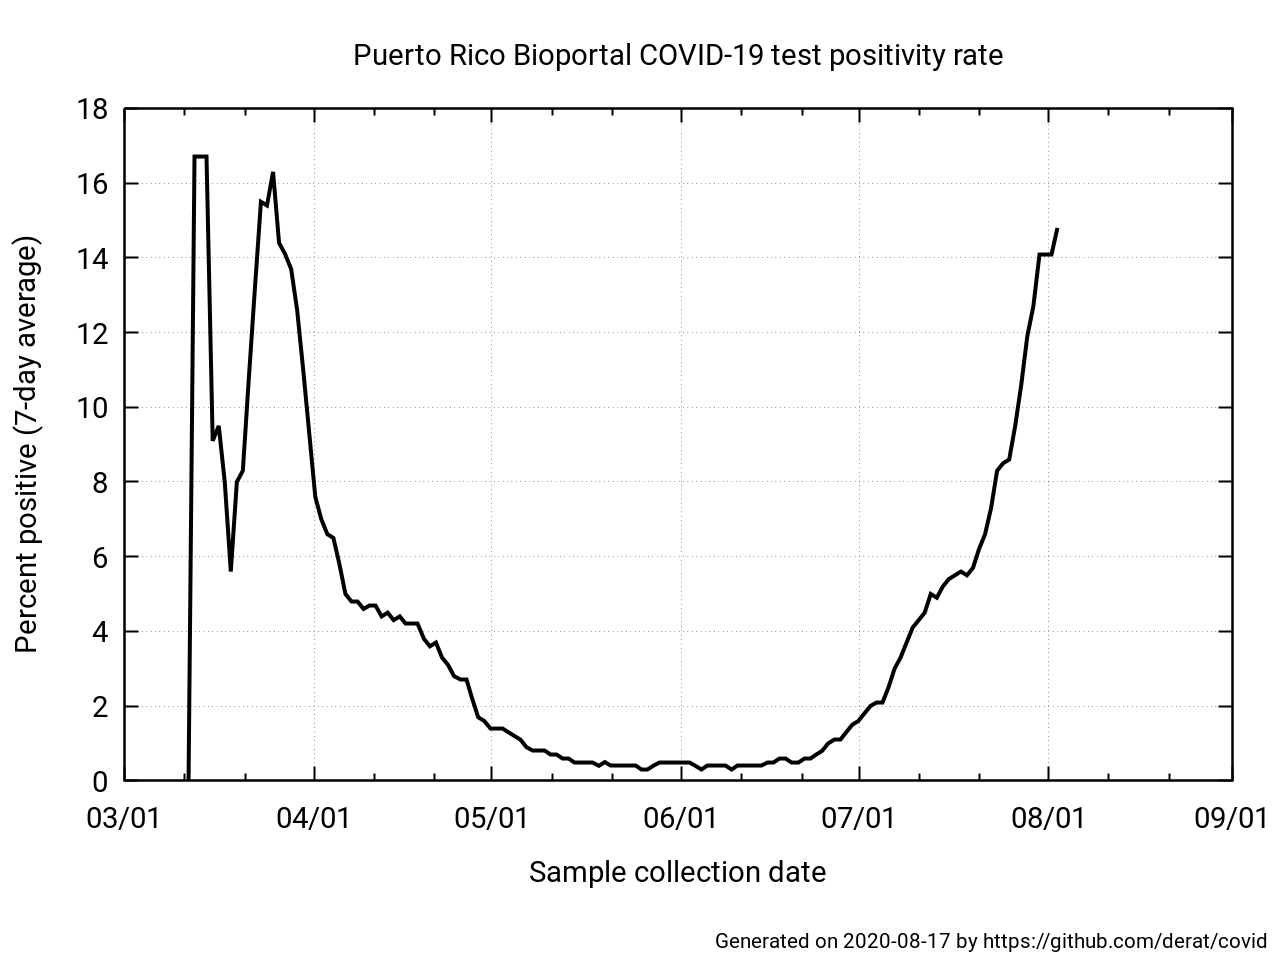 Puerto Rico Bioportal COVID-19 test positivity rate
Percent positive (7-day average)
18
16
14
12
10
8
6
4
2
0
03/01 04/01 05/01 06/01 07/01 08/01 09/01
Sample collection date
Generated on 2020-08-17 by https://github.com/derat/covid